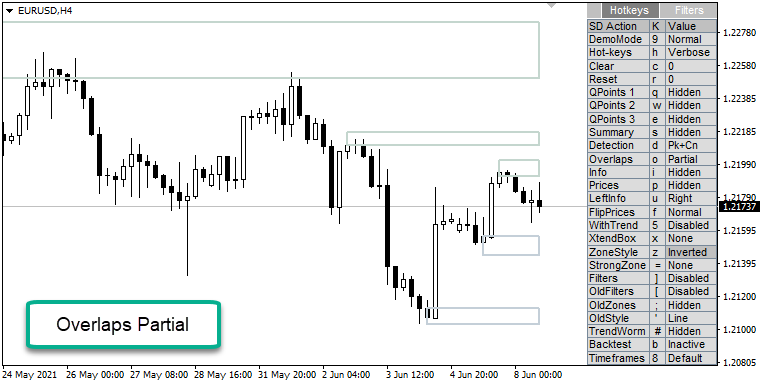 EURUSD,H4
Hotkeys Filters
SD Action K Value
DemoMode 9 Normal
Hot-keys h Verbose
Clear c 0
Reset r 0
QPoints 1 q Hidden
QPoints 2 w Hidden
QPoints 3 e Hidden
Summary s Hidden
Detection d Pk+Cn
Overlaps o Partial
Info i Hidden
Prices p Hidden
LeftInfo u Right
FlipPrices f Normal
WithTrend 5 Disabled
XtendBox x None
ZoneStyle z Inverted
StrongZone = None
Filters ] Disabled
OldFilters [ Disabled
OldZones ; Hidden
OldStyle ' Line
TrendWorm # Hidden
Backtest b Inactive
Timeframes 8 Default
1.22780
1.22580
1.22385
1.22185
1.21990
1.21790
1.21737
1.21595
1.21395
1.21200
1.21000
1.20805
Overlaps Partial
24 May 2021 26 May 00:00 27 May 08:00 28 May 16:00 31 May 20:00 2 Jun 04:00 3 Jun 12:00 4 Jun 20:00 8 Jun 00:00